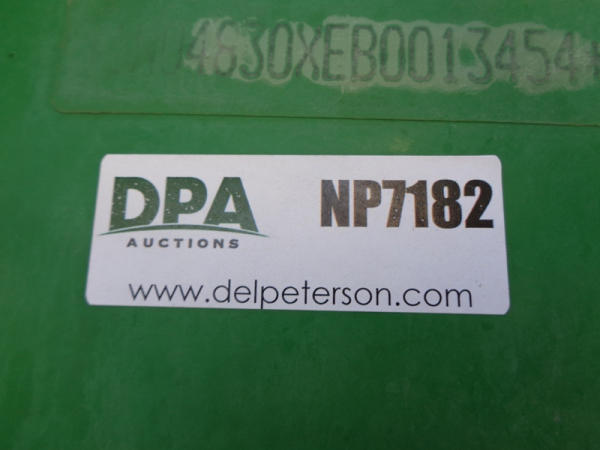 4630XEB0013454*
DPA
AUCTIONS
NP7182
www.delpeterson.com